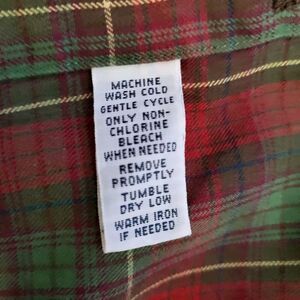 MACHINE
WASH COLD
GENTLE CYCLE
ONLY NON-
CHLORINE
BLEACH
WHEN NEEDED
REMOVE
PROMPTLY
TUMBLE
DRY LOW
WARM IRON
IF NEEDED